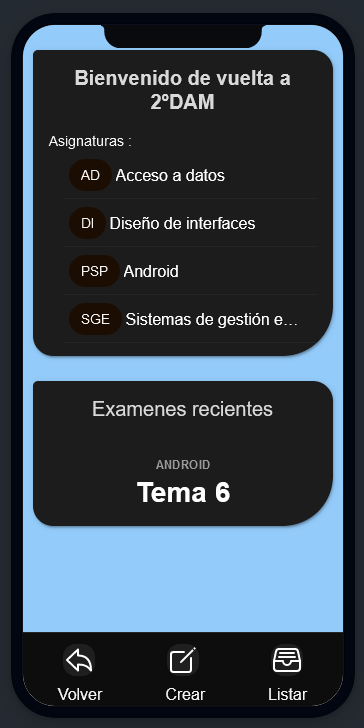 Bienvenido de vuelta a
2ºDAM
Asignaturas :
AD Acceso a datos
DI Diseño de interfaces
PSP Android
SGE Sistemas de gestión e...
Examenes recientes
ANDROID
Tema 6
Volver Crear Listar